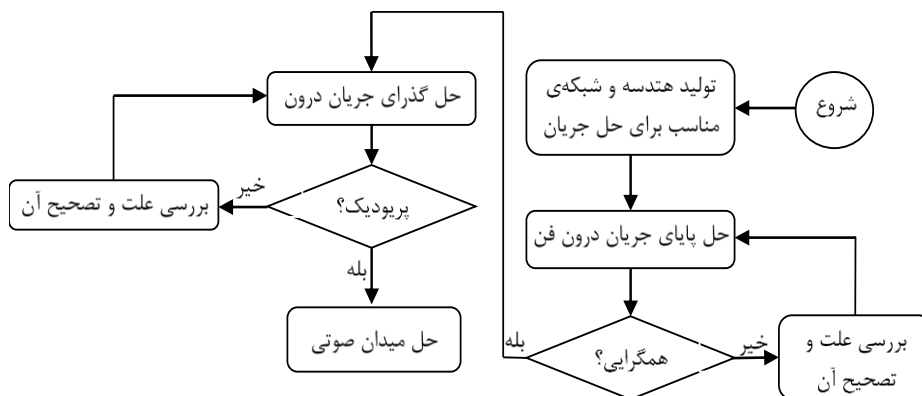 شروع
تولید هندسه و شبکه‌ی
مناسب برای حل جریان
حل پایای جریان درون فن
همگرایی؟
خیر
بررسی علت و
تصحیح آن
بله
حل گذرای جریان درون
پریودیک؟
خیر
بررسی علت و تصحیح آن
بله
حل میدان صوتی